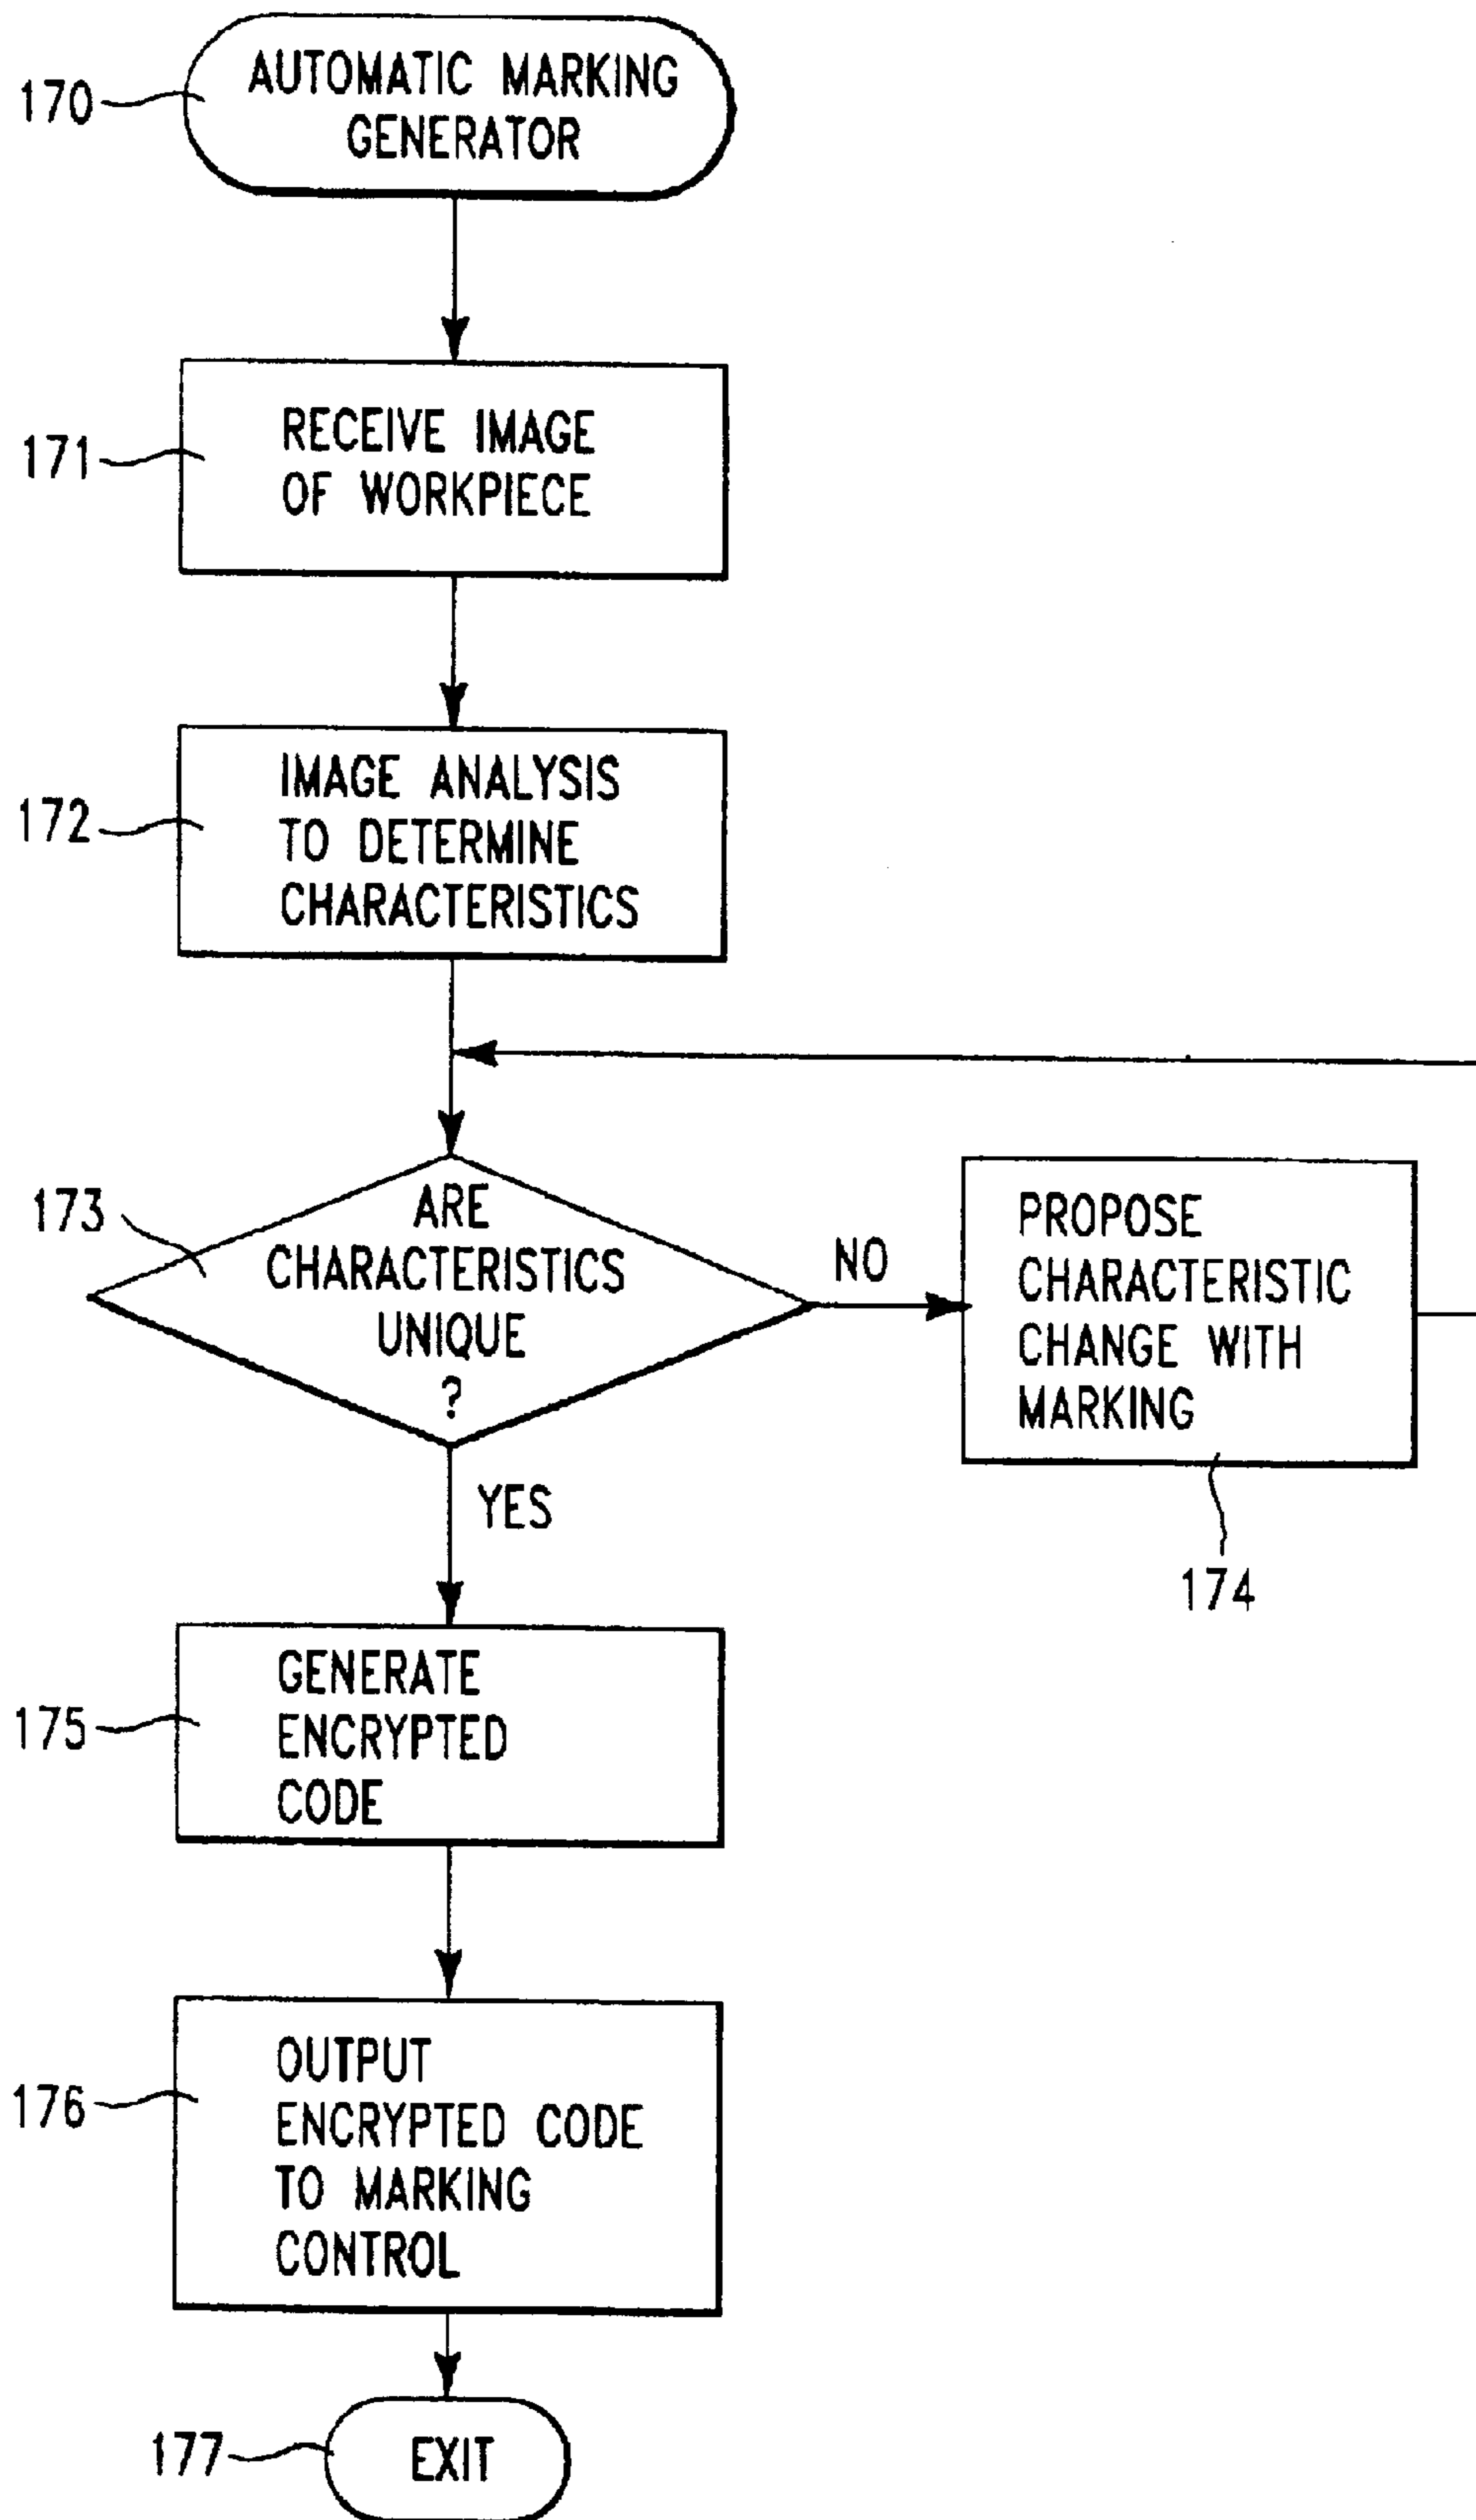 170
AUTOMATIC MARKING
GENERATOR
171
RECEIVE IMAGE
OF WORKPIECE
172
IMAGE ANALYSIS
TO DETERMINE
CHARACTERISTICS
173
ARE
CHARACTERISTICS
UNIQUE
?
NO
PROPOSE
CHARACTERISTIC
CHANGE WITH
MARKING
174
YES
175
GENERATE
ENCRYPTED
CODE
176
OUTPUT
ENCRYPTED CODE
TO MARKING
CONTROL
177
EXIT